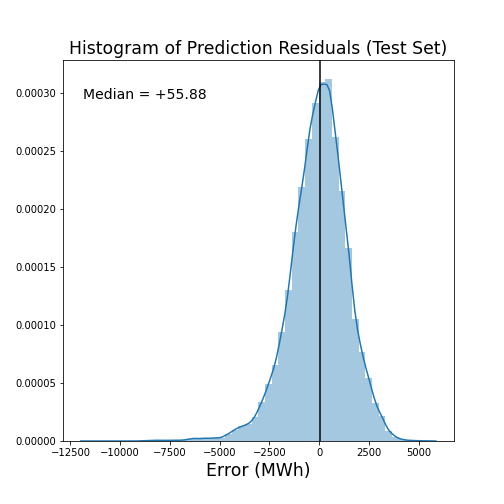 Histogram of Prediction Residuals (Test Set)
Median = +55.88
0.00030
0.00025
0.00020
0.00015
0.00010
0.00005
0.00000
−12500 −10000 −7500 −5000 −2500 0 2500 5000
Error (MWh)